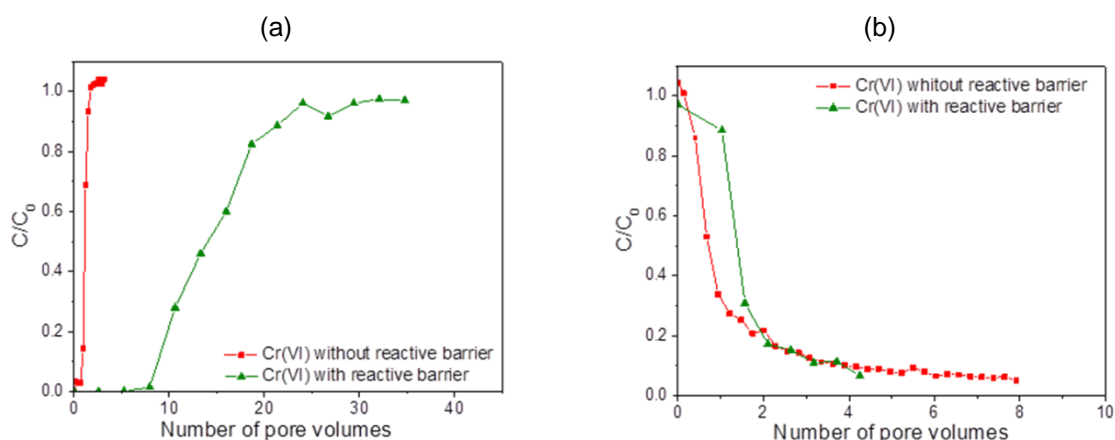 (a)
(b)
1.0
0.8
0.6
0.4
0.2
0.0
C/C0
Cr(VI) without reactive barrier
Cr(VI) with reactive barrier
0
10
20
30
40
Number of pore volumes
Cr(VI) whitout reactive barrier
Cr(VI) with reactive barrier
1.0
0.8
0.6
0.4
0.2
0.0
C/C0
0
2
4
6
8
10
Number of pore volumes